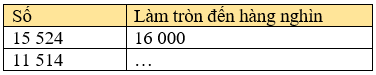 Số Làm tròn đến hàng nghìn
15 524 16 000
11 514 …